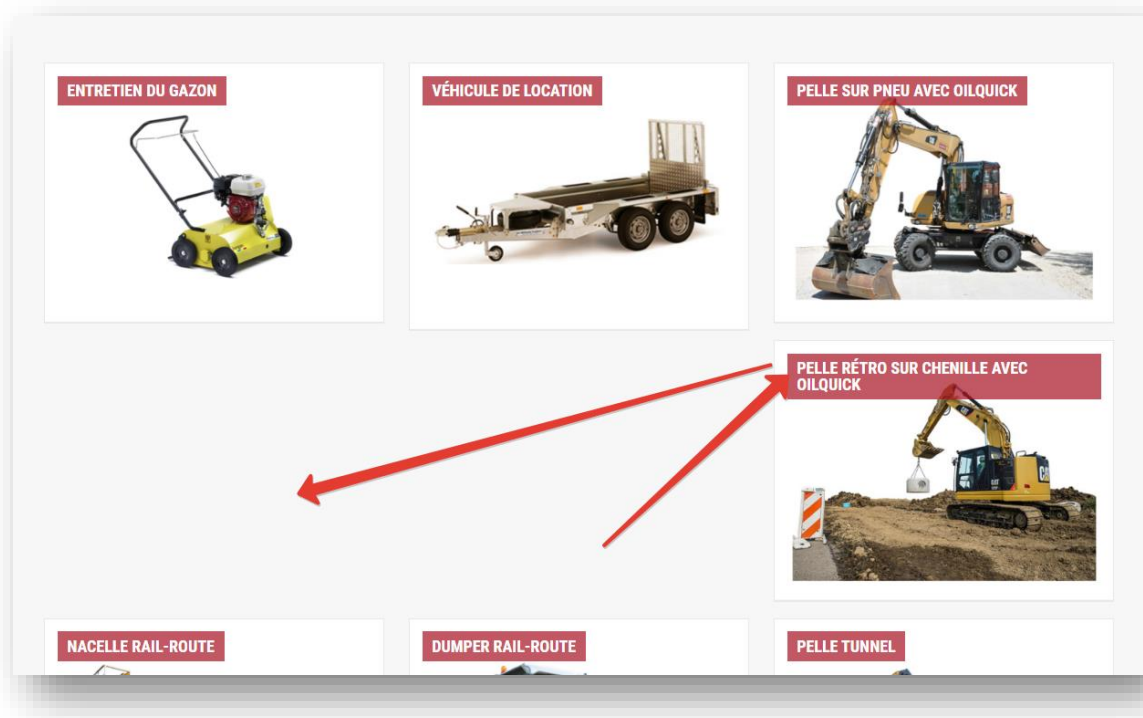 ENTRETIEN DU GAZON
VÉHICULE DE LOCATION
PELLE SUR PNEU AVEC OILQUICK
PELLE RÉTRO SUR CHENILLE AVEC
OILQUICK
CAT
NACELLE RAIL-ROUTE
DUMPER RAIL-ROUTE
PELLE TUNNEL